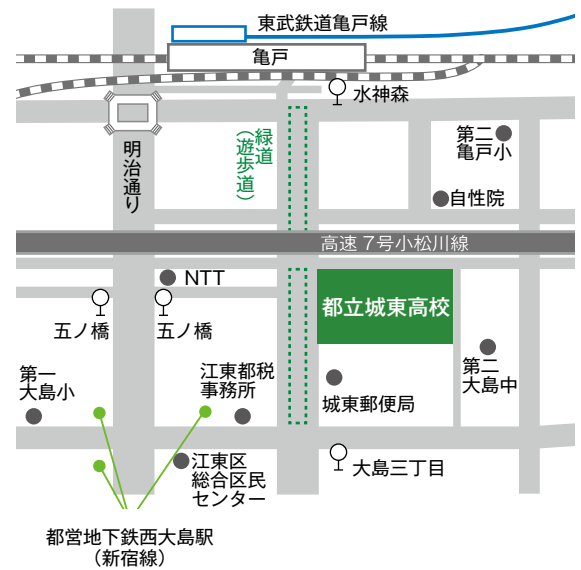 東武鉄道亀戸線
亀戸
水神森
明治通り
緑道
（遊歩道）
第二
亀戸小
自性院
高速 7号小松川線
NTT
五ノ橋
五ノ橋
都立城東高校
第一
大島小
江東都税
事務所
城東郵便局
第二
大島中
江東区
総合区民
センター
大島三丁目
都営地下鉄西大島駅
（新宿線）